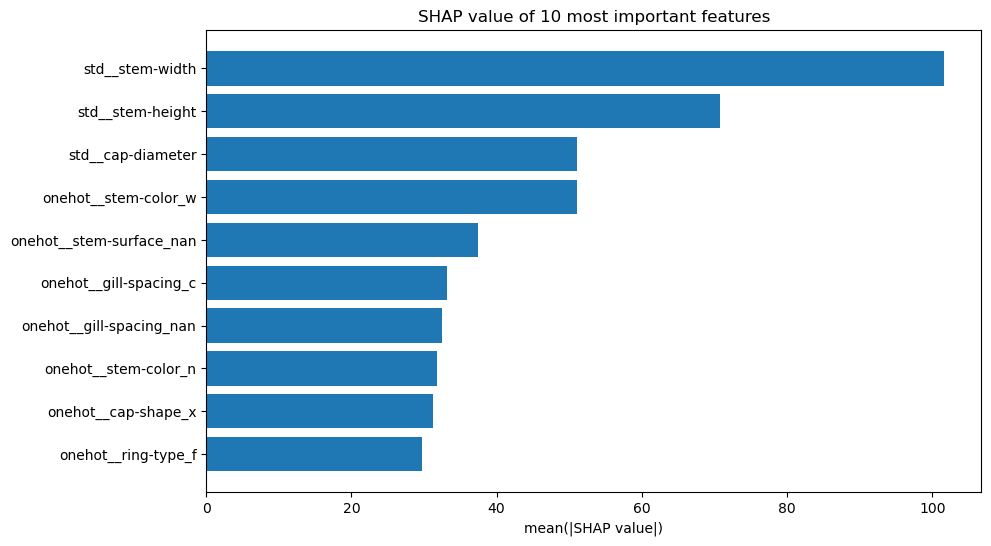 SHAP value of 10 most important features
std__stem-width
std__stem-height
std__cap-diameter
onehot__stem-color_w
onehot__stem-surface_nan
onehot__gill-spacing_c
onehot__gill-spacing_nan
onehot__stem-color_n
onehot__cap-shape_x
onehot__ring-type_f
0 20 40 60 80 100
mean(|SHAP value|)